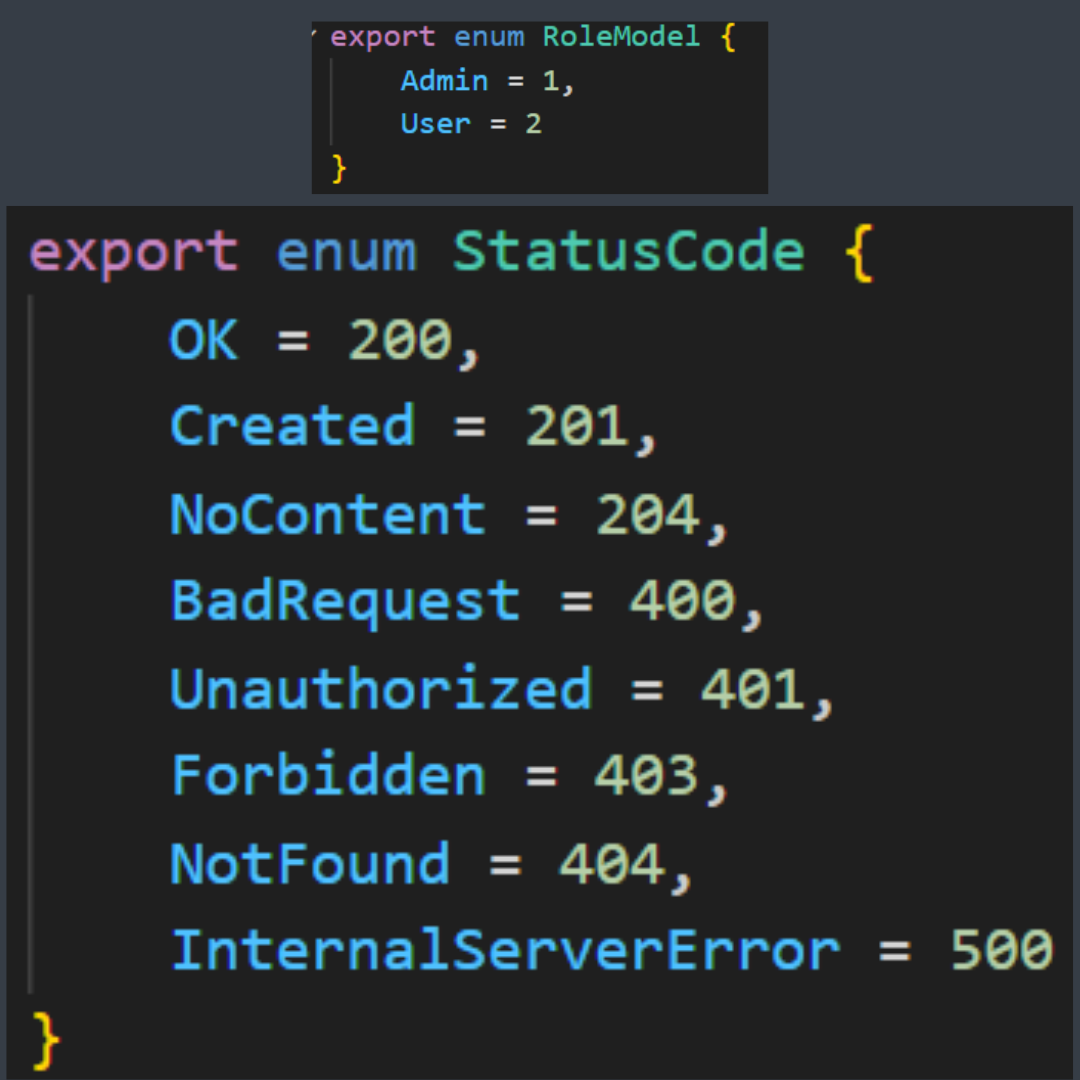 export enum RoleModel {
    Admin = 1,
    User = 2
}
export enum StatusCode {
    OK = 200,
    Created = 201,
    NoContent = 204,
    BadRequest = 400,
    Unauthorized = 401,
    Forbidden = 403,
    NotFound = 404,
    InternalServerError = 500
}